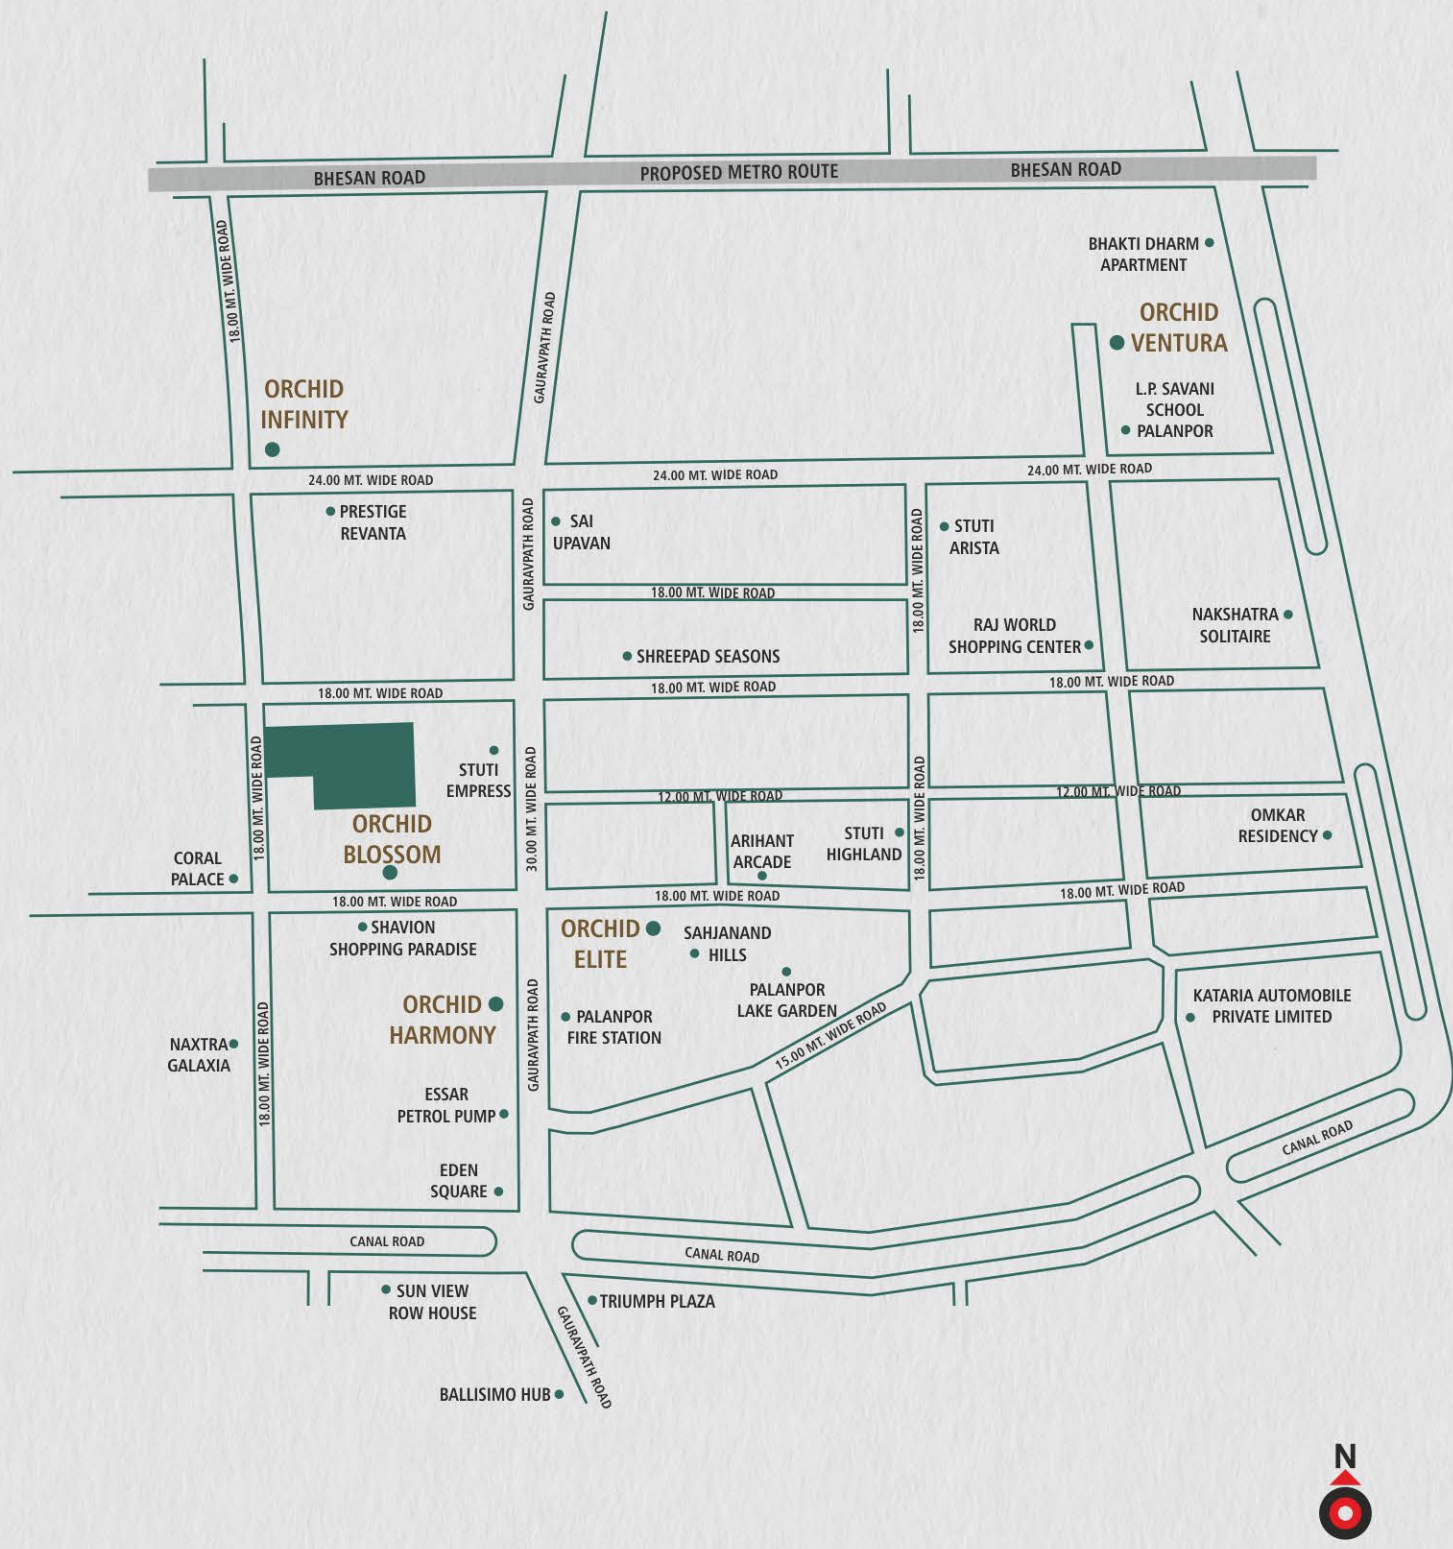 BHESAN ROAD
PROPOSED METRO ROUTE
BHESAN ROAD
18.00 MT. WIDE ROAD
GAURAVPATH ROAD
BHAKTI DHARM
APARTMENT
ORCHID
VENTURA
L.P. SAVANI
SCHOOL
PALANPOR
ORCHID
INFINITY
24.00 MT. WIDE ROAD
24.00 MT. WIDE ROAD
24.00 MT. WIDE ROAD
PRESTIGE
REVANTA
GAURAVPATH ROAD
SAI
UPAVAN
18.00 MT. WIDE ROAD
STUTI
ARISTA
18.00 MT. WIDE ROAD
RAJ WORLD
SHOPPING CENTER
NAKSHATRA
SOLITAIRE
SHREEPAD SEASONS
18.00 MT. WIDE ROAD
18.00 MT. WIDE ROAD
18.00 MT. WIDE ROAD
18.00 MT. WIDE ROAD
STUTI
EMPRESS
30.00 MT. WIDE ROAD
12.00 MT. WIDE ROAD
18.00 MT. WIDE ROAD
12.00 MT. WIDE ROAD
ORCHID
BLOSSOM
ARIHANT
ARCADE
STUTI
HIGHLAND
OMKAR
RESIDENCY
CORAL
PALACE
18.00 MT. WIDE ROAD
18.00 MT. WIDE ROAD
18.00 MT. WIDE ROAD
SHAVION
SHOPPING PARADISE
ORCHID
ELITE
SAHJANAND
HILLS
PALANPOR
LAKE GARDEN
KATARIA AUTOMOBILE
PRIVATE LIMITED
ORCHID
HARMONY
GAURAVPATH ROAD
PALANPOR
FIRE STATION
15.00 MT. WIDE ROAD
NAXTRA
GALAXIA
18.00 MT. WIDE ROAD
ESSAR
PETROL PUMP
EDEN
SQUARE
CANAL ROAD
CANAL ROAD
CANAL ROAD
SUN VIEW
ROW HOUSE
TRIUMPH PLAZA
GAURAVPATH ROAD
BALLISIMO HUB
N